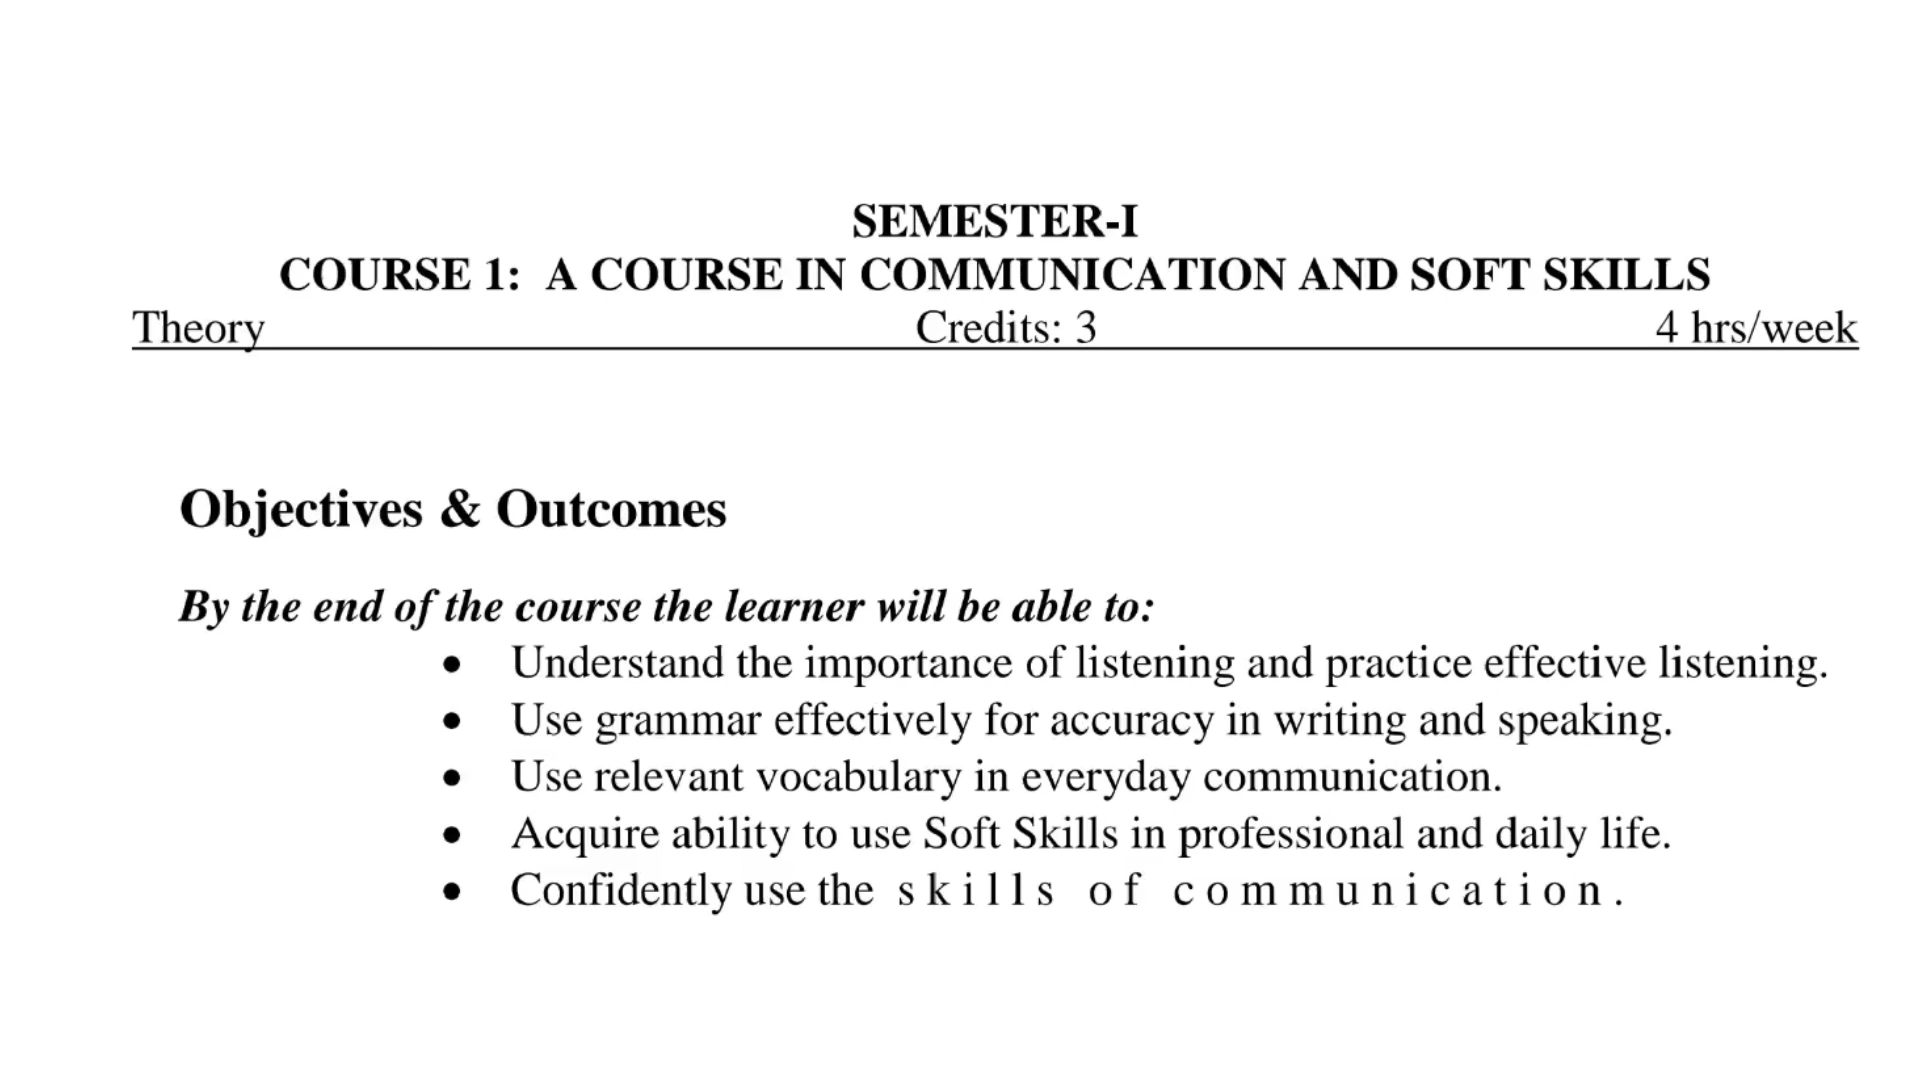 SEMESTER-I
COURSE 1: A COURSE IN COMMUNICATION AND SOFT SKILLS
Theory Credits: 3 4 hrs/week
Objectives & Outcomes
By the end of the course the learner will be able to:
• Understand the importance of listening and practice effective listening.
• Use grammar effectively for accuracy in writing and speaking.
• Use relevant vocabulary in everyday communication.
• Acquire ability to use Soft Skills in professional and daily life.
• Confidently use the skills of communication.